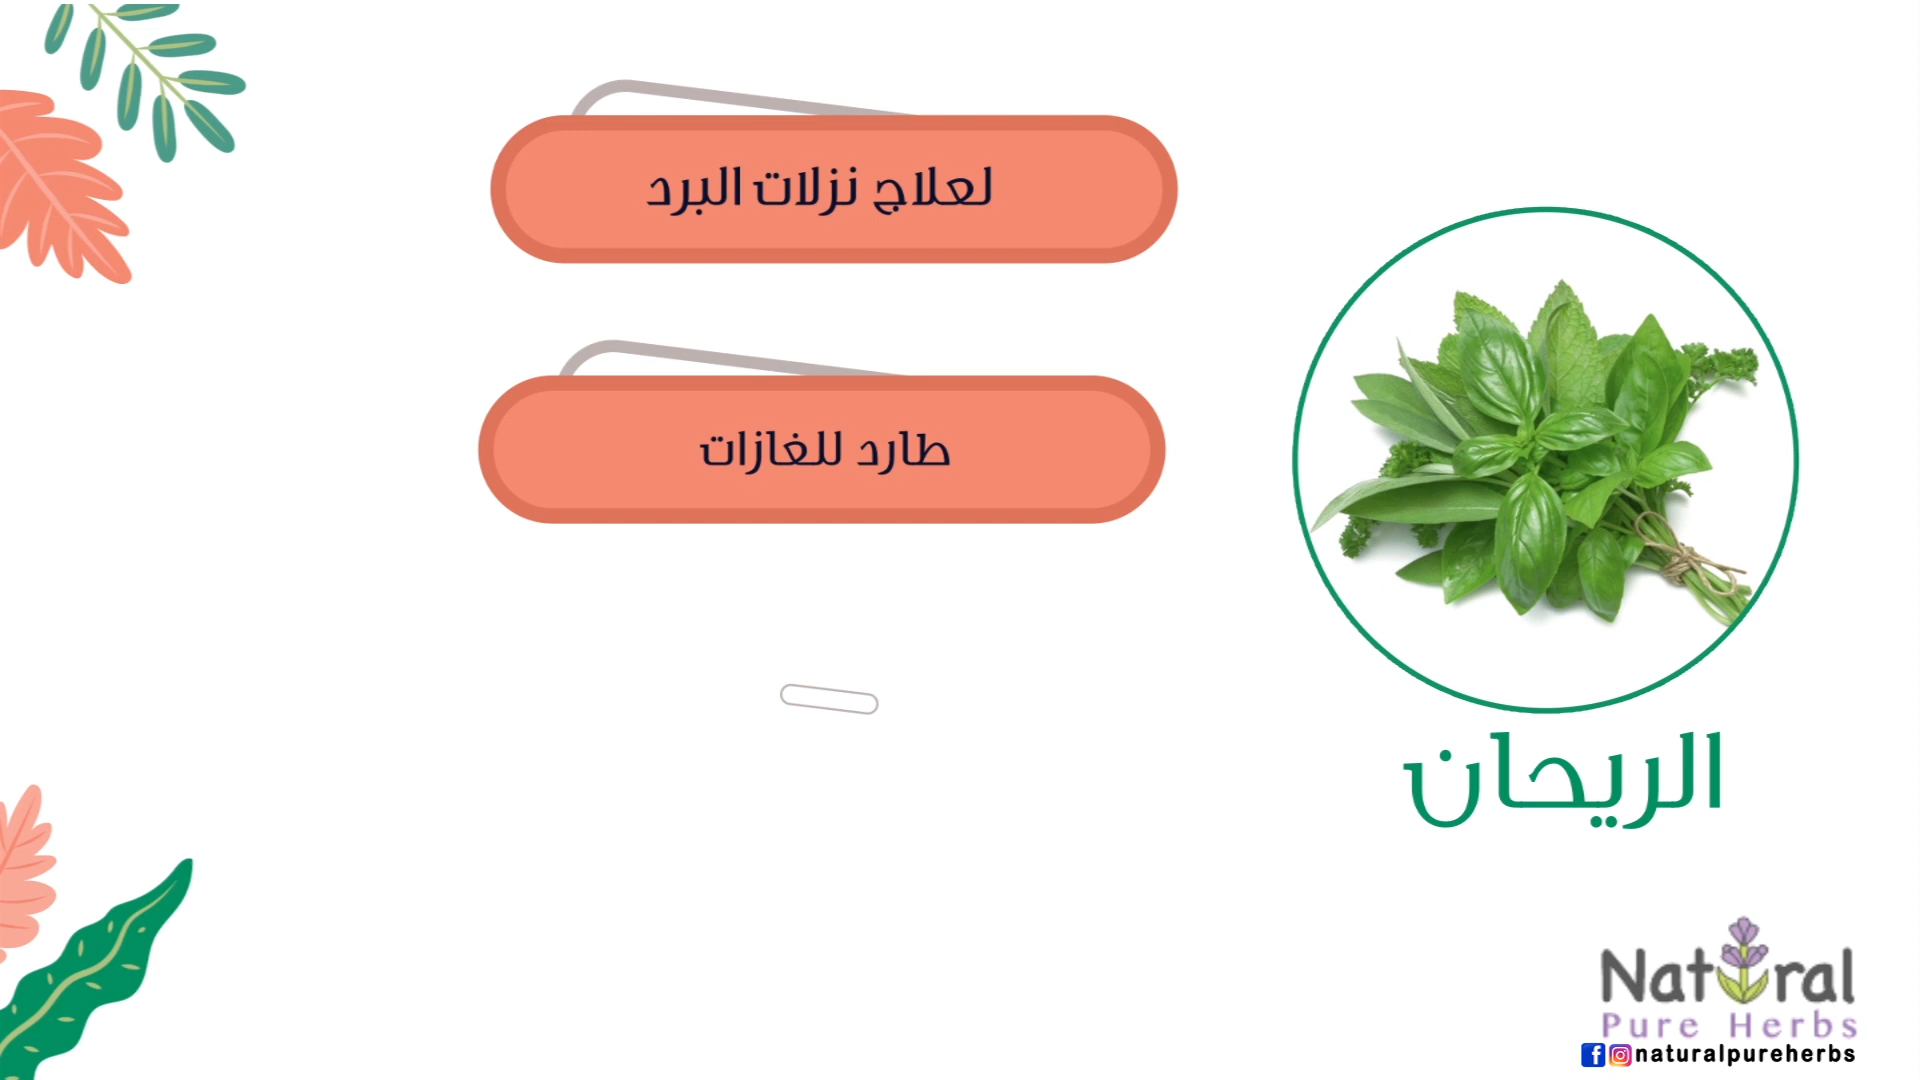 لعلاج نزلات البرد
طارد للغازات
الريحان
Natural
Pure Herbs
naturalpureherbs